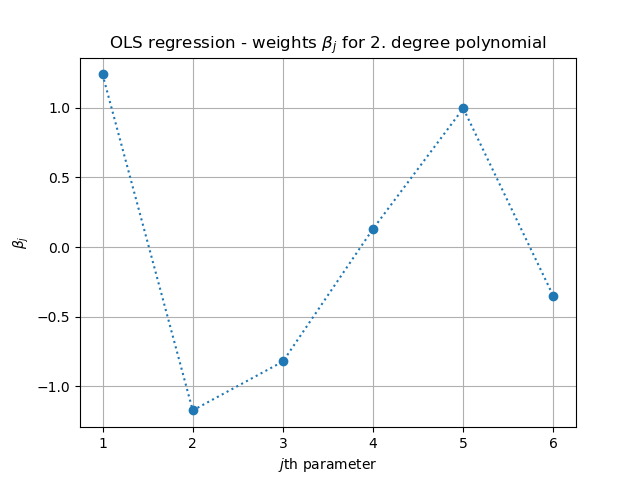 OLS regression - weights βj for 2. degree polynomial
1.0
0.5
0.0
−0.5
−1.0
βj
1 2 3 4 5 6
jth parameter